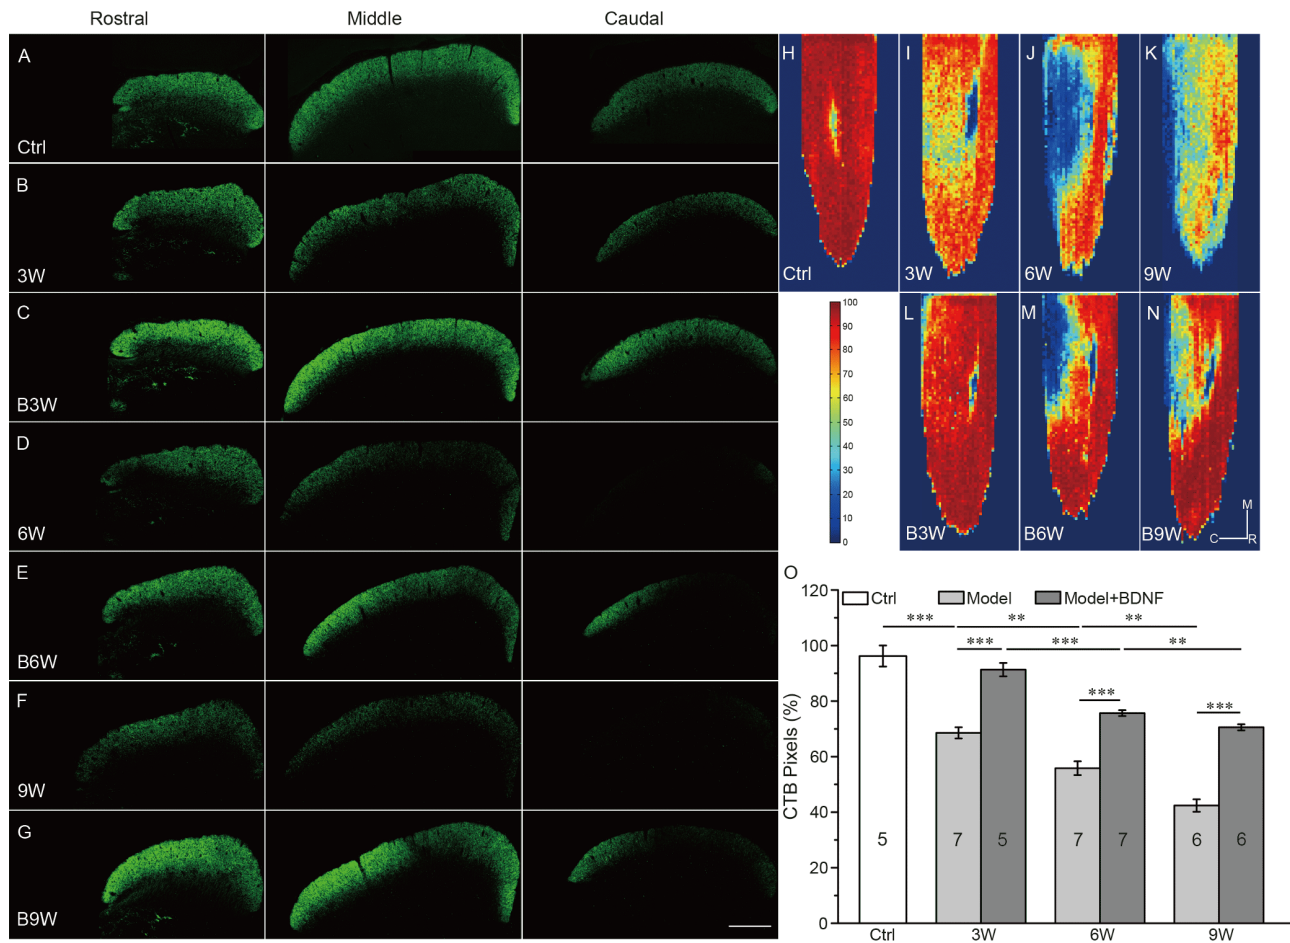 Rostral Middle Caudal
A
Ctrl
B
3W
C
B3W
D
6W
E
B6W
F
9W
G
B9W
H I J K
Ctrl 3W 6W 9W
100
90
80
70
60
50
40
30
20
10
0
L M N
B3W B6W B9W
M
C R
O
Ctrl Model Model+BDNF
*** ** **
*** *** **
*** ***
CTB Pixels (%)
120
100
80
60
40
20
0
5 7 5 7 7 6 6
Ctrl 3W 6W 9W